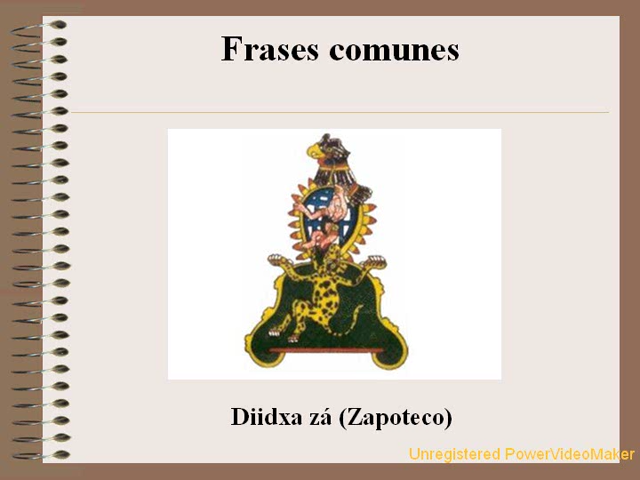 Frases comunes
Diidxa zá (Zapoteco)
Unregistered PowerVideoMaker